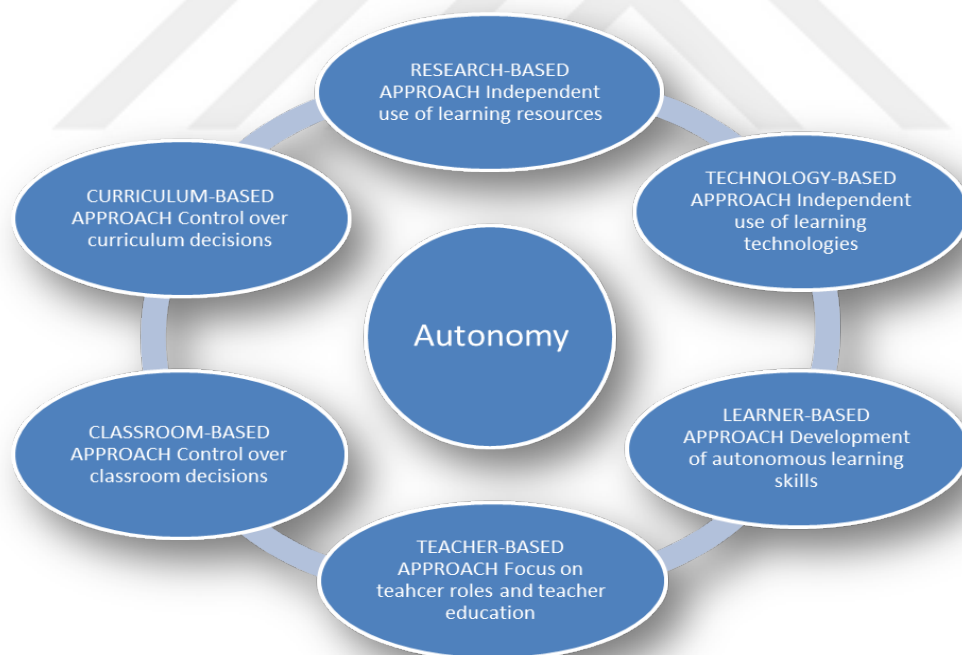 RESEARCH-BASED
APPROACH Independent
use of learning resources
TECHNOLOGY-BASED
APPROACH Independent
use of learning
technologies
LEARNER-BASED
APPROACH Development
of autonomous learning
skills
TEACHER-BASED
APPROACH Focus on
teahcer roles and teacher
education
CLASSROOM-BASED
APPROACH Control over
classroom decisions
CURRICULUM-BASED
APPROACH Control over
curriculum decisions
Autonomy